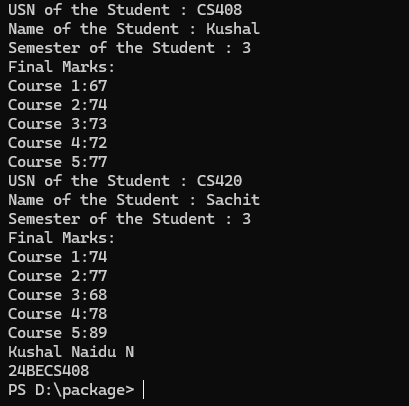 USN of the Student : CS408
Name of the Student : Kushal
Semester of the Student : 3
Final Marks:
Course 1:67
Course 2:74
Course 3:73
Course 4:72
Course 5:77
USN of the Student : CS420
Name of the Student : Sachit
Semester of the Student : 3
Final Marks:
Course 1:74
Course 2:77
Course 3:68
Course 4:78
Course 5:89
Kushal Naidu N
24BECS408
PS D:\package>